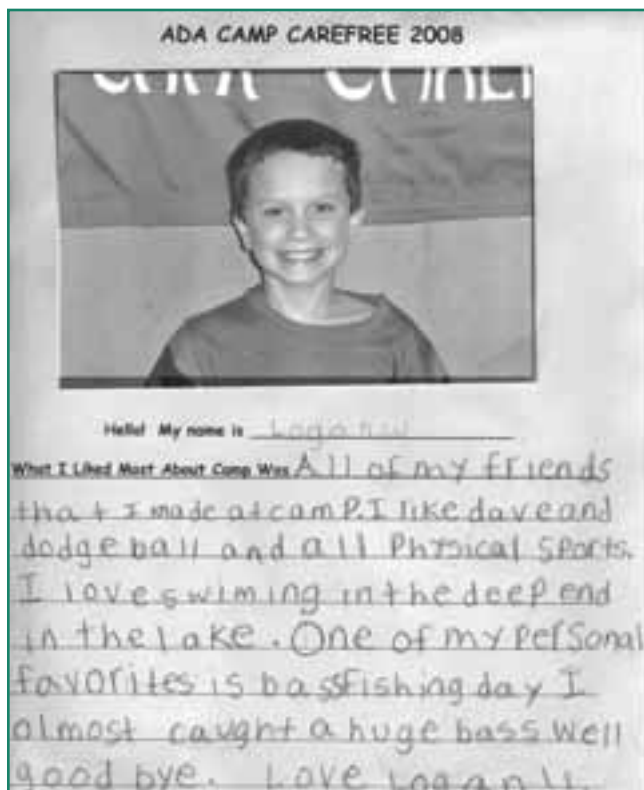 ADA CAMP CAREFREE 2008
Hello! My name is Logan
What I Liked Most About Camp Was All of my friends
that I made at camp. I like dave and
dodge ball and all Physical Sports.
I love swiming in the deep end
in the lake. One of my Personal
favorites is bassfishing day I
almost caught a huge bass Well
good bye. Love Logan